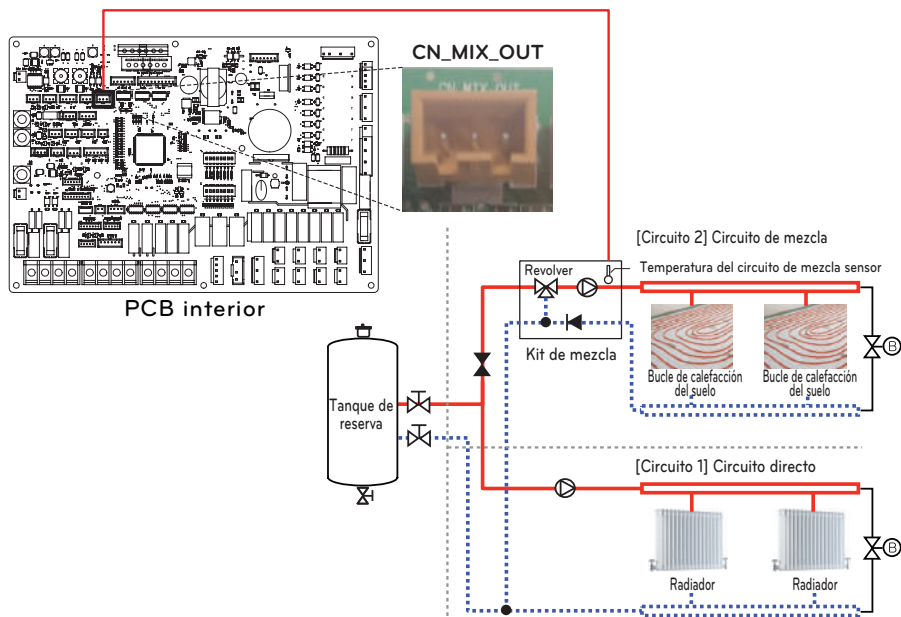 CN_MIX_OUT
CN_MIX_OUT
PCB interior
[Circuito 2] Circuito de mezcla
Revolver
Temperatura del circuito de mezcla sensor
Kit de mezcla
Bucle de calefacción
del suelo
Bucle de calefacción
del suelo
B
Tanque de
reserva
[Circuito 1] Circuito directo
Radiador
Radiador
B